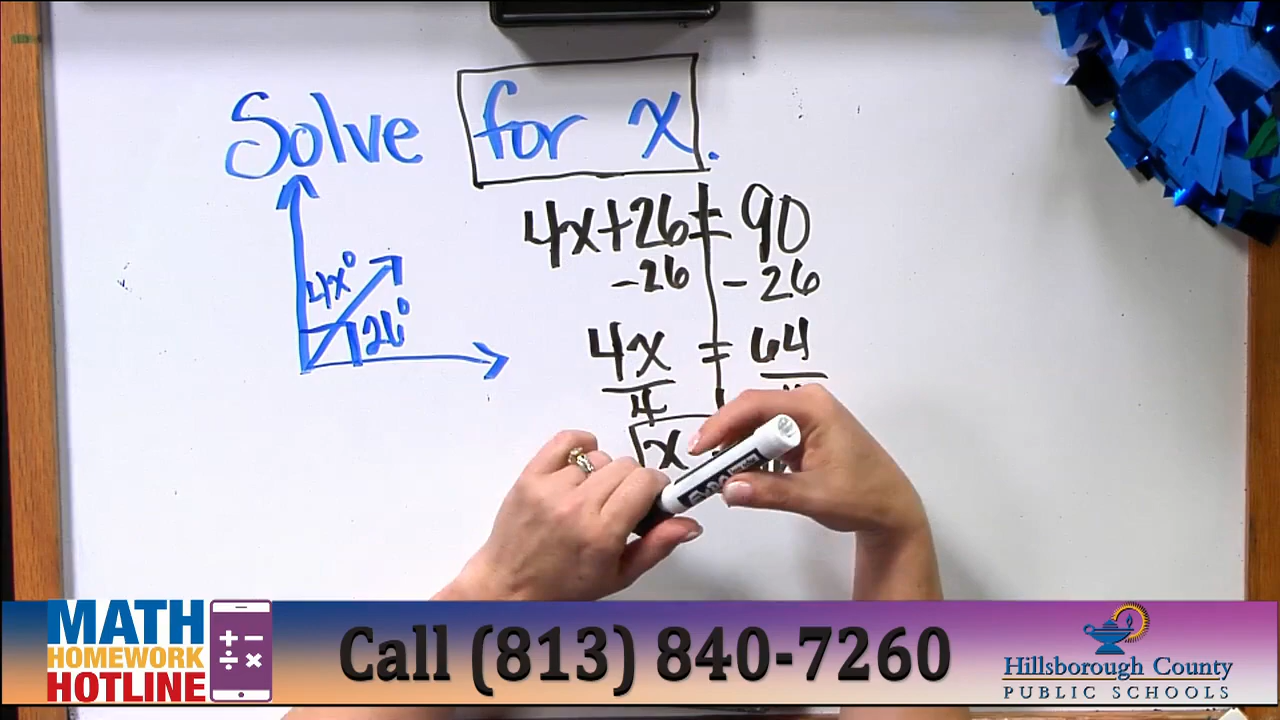 Solve for x.
4x+26=90
-26 -26
4x = 64
4
x
4x°
26°
MATH
HOMEWORK
HOTLINE
Call (813) 840-7260
Hillsborough County
PUBLIC SCHOOLS